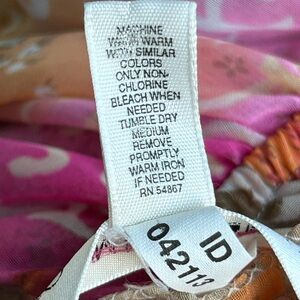 MACHINE
WASH WARM
WITH SIMILAR
COLORS
ONLY NON-
CHLORINE
BLEACH WHEN
NEEDED
TUMBLE DRY
MEDIUM
REMOVE
PROMPTLY
WARM IRON
IF NEEDED
RN 54867
ID
042113